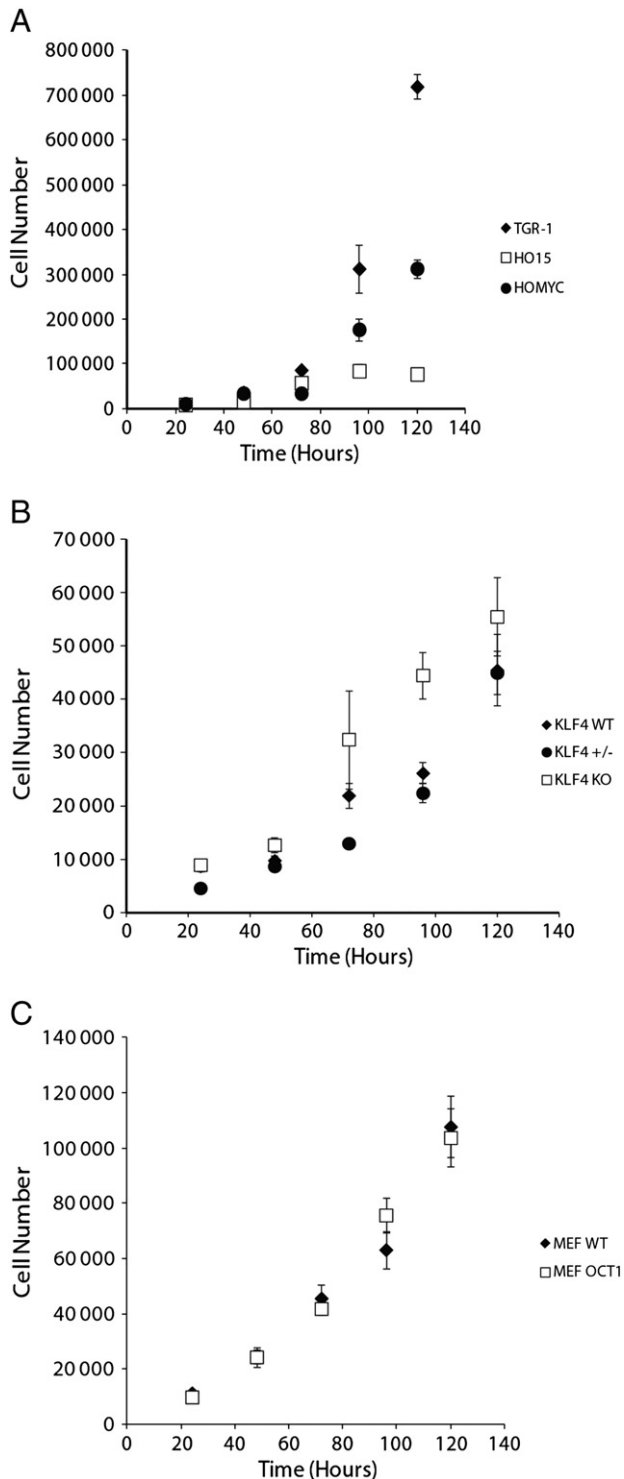 A
800 000
700 000
600 000
500 000
400 000
300 000
200 000
100 000
0
Cell Number
0 20 40 60 80 100 120 140
Time (Hours)
TGR-1
HO15
HOMYC
B
70 000
60 000
50 000
40 000
30 000
20 000
10 000
0
Cell Number
0 20 40 60 80 100 120 140
Time (Hours)
KLF4 WT
KLF4 +/-
KLF4 KO
C
140 000
120 000
100 000
80 000
60 000
40 000
20 000
0
Cell Number
0 20 40 60 80 100 120 140
Time (Hours)
MEF WT
MEF OCT1